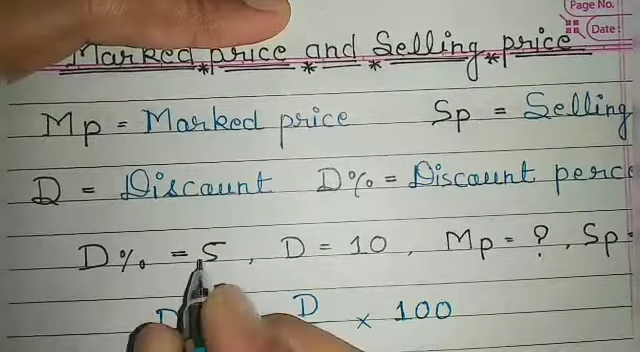 Page No.
Date:
Marked price and Selling price
Mp = Marked price Sp = Selling
D = Discount D% = Discount perce
D% = 5, D = 10, Mp = ?, Sp =
D × 100